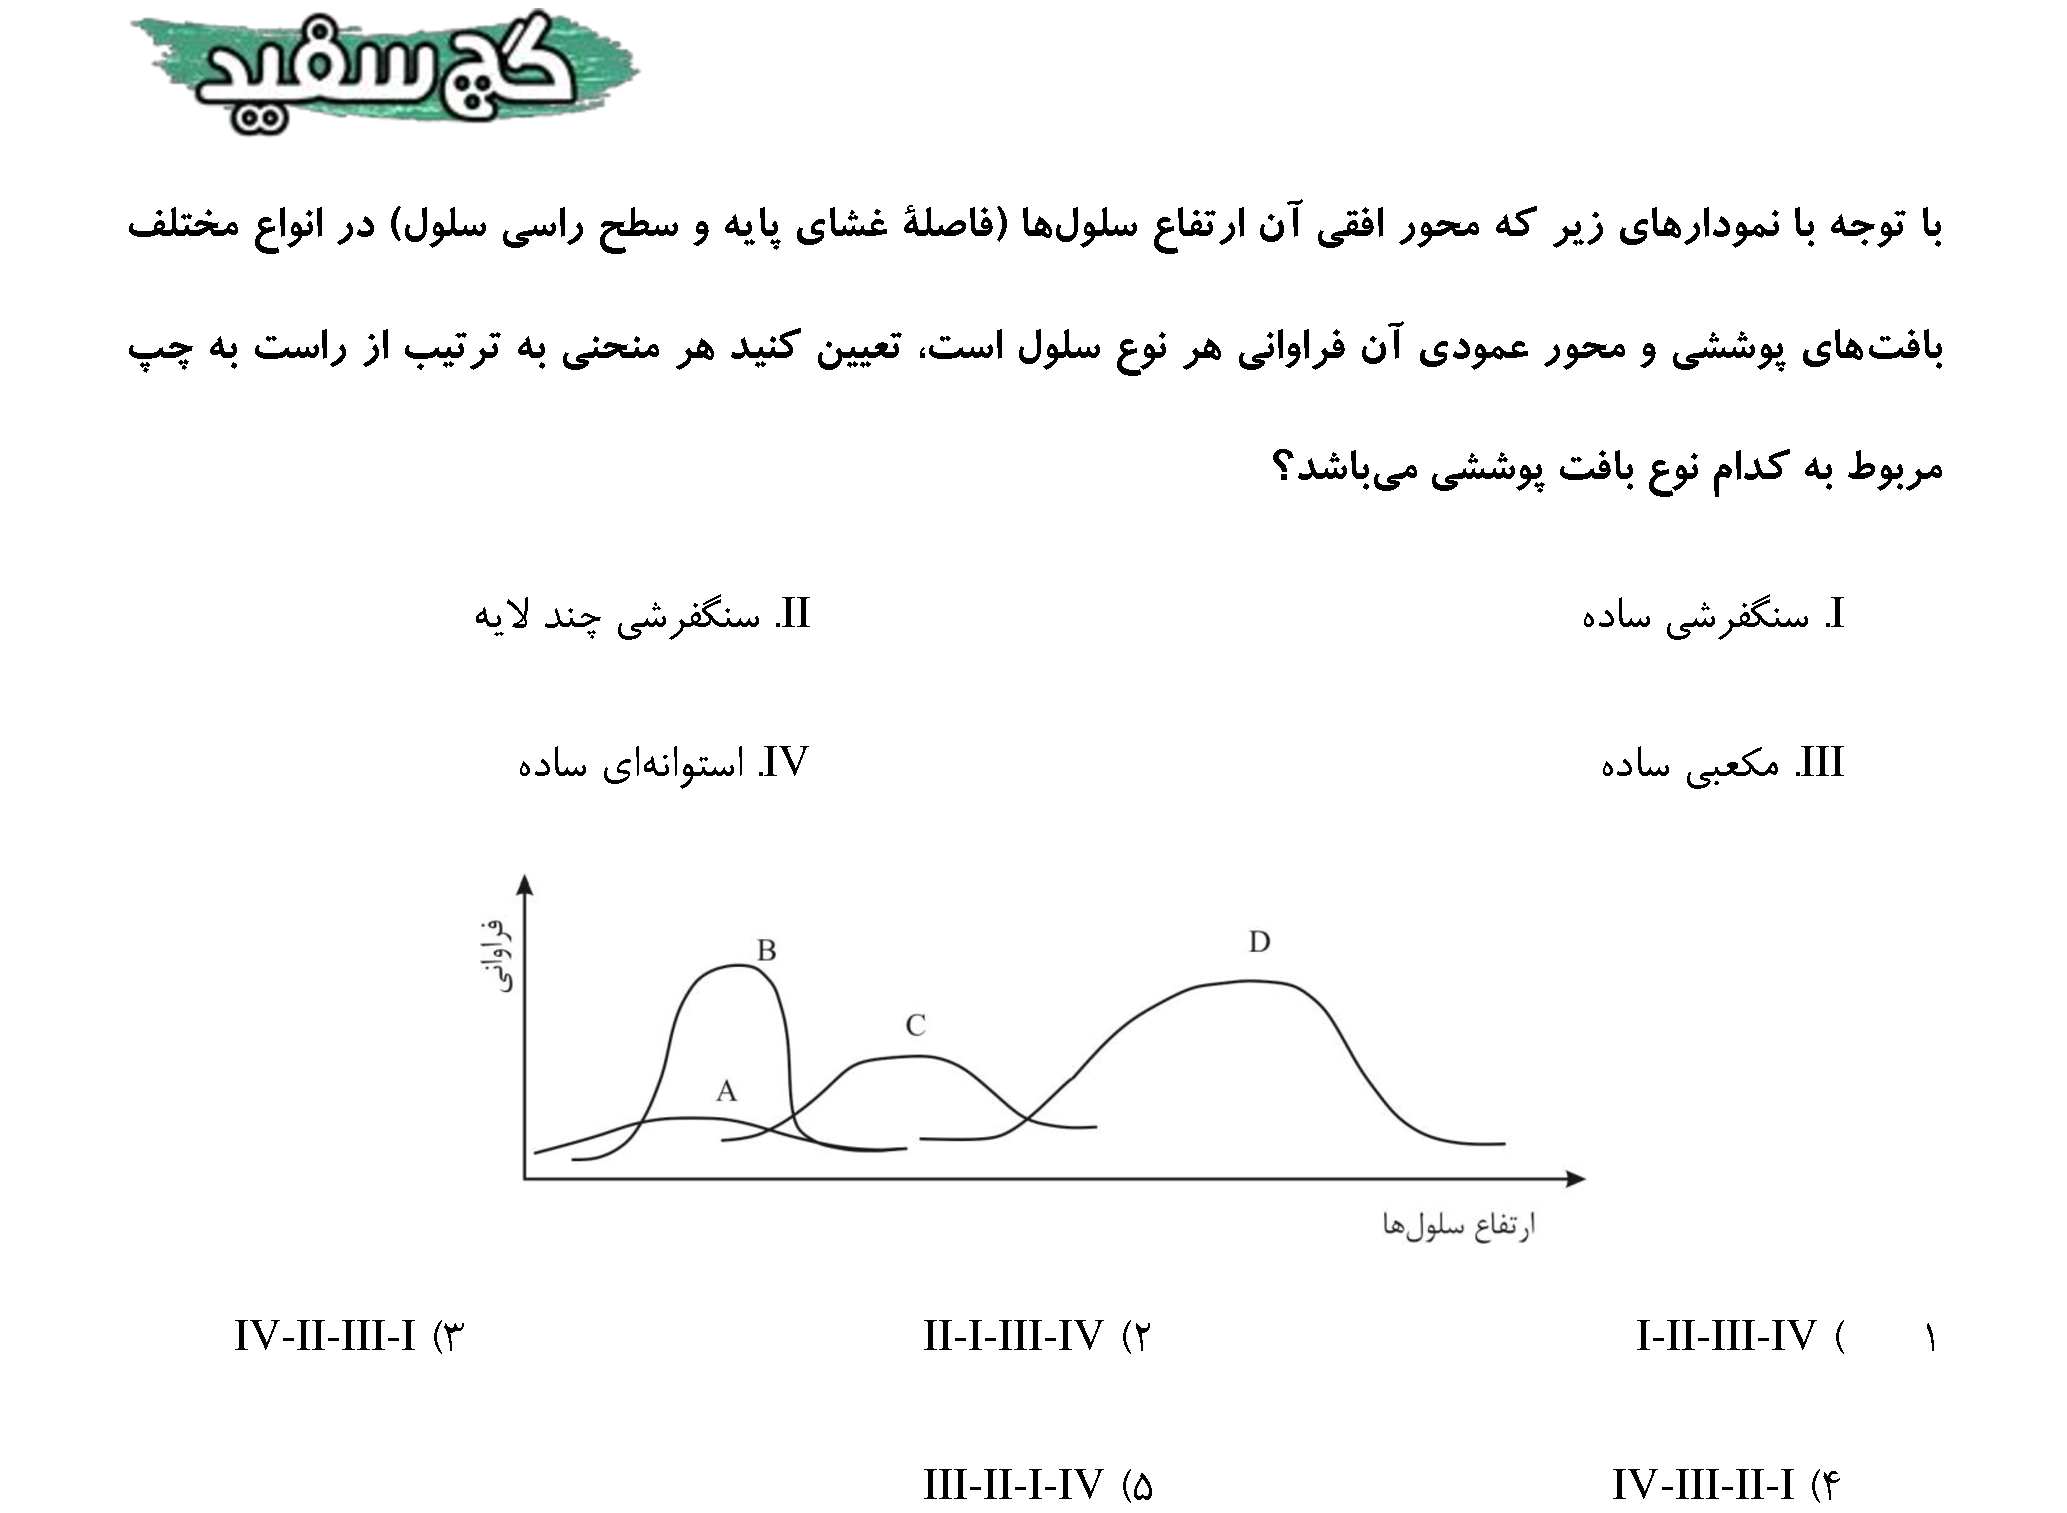 گچ سفید
با توجه با نمودارهای زیر که محور افقی آن ارتفاع سلول‌ها (فاصلهٔ غشای پایه و سطح راسی سلول) در انواع مختلف
بافت‌های پوششی و محور عمودی آن فراوانی هر نوع سلول است، تعیین کنید هر منحنی به ترتیب از راست به چپ
مربوط به کدام نوع بافت پوششی می‌باشد؟
I. سنگفرشی ساده
II. سنگفرشی چند لایه
III. مکعبی ساده
IV. استوانه‌ای ساده
فراوانی
B
D
C
A
ارتفاع سلول‌ها
۱ ) I-II-III-IV
۲) II-I-III-IV
۳) IV-II-III-I
۴) IV-III-II-I
۵) III-II-I-IV